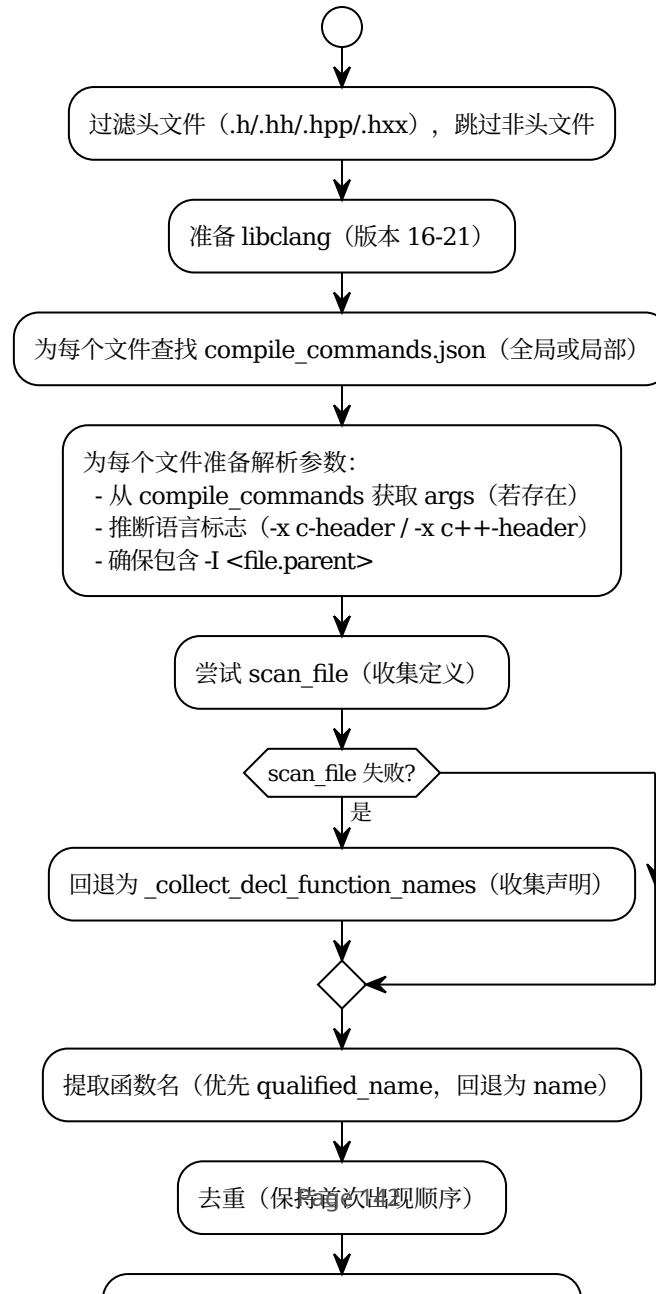 过滤头文件（.h/.hh/.hpp/.hxx），跳过非头文件
准备 libclang（版本 16-21）
为每个文件查找 compile_commands.json（全局或局部）
为每个文件准备解析参数：
- 从 compile_commands 获取 args（若存在）
- 推断语言标志（-x c-header / -x c++-header）
- 确保包含 -I <file.parent>
尝试 scan_file（收集定义）
scan_file 失败?
是
回退为 _collect_decl_function_names（收集声明）
提取函数名（优先 qualified_name，回退为 name）
去重（保持首次出现顺序）
Page 142